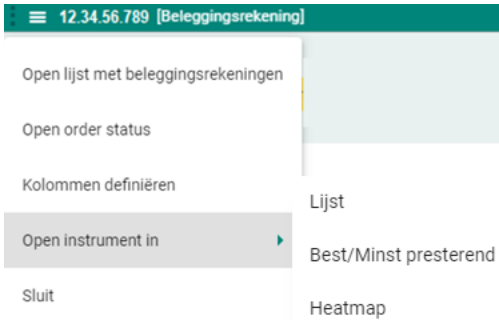 12.34.56.789 [Beleggingsrekening]
Open lijst met beleggingsrekeningen
Open order status
Kolommen definiëren
Open instrument in
Lijst
Best/Minst presterend
Heatmap
Sluit